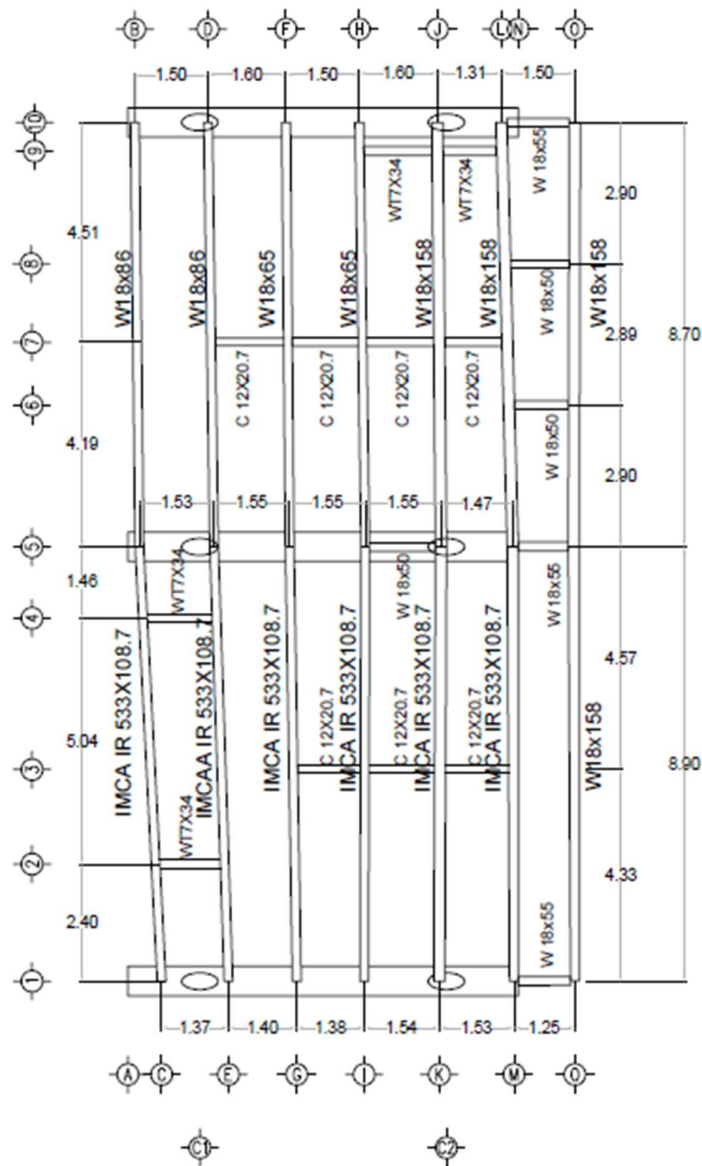 B D F H J L N O
1.50 1.60 1.50 1.60 1.31 1.50
10
9
8
7
6
5
4
3
2
1
4.51
4.19
1.46
5.04
2.40
W18x86
W18x86
W18x65
W18x65
W18x158
W18x158
W18x158
WT7X34
WT7X34
W 18x55
W 18x50
W 18x50
W 18x55
2.90
2.89
2.90
8.70
C 12X20.7
C 12X20.7
C 12X20.7
C 12X20.7
1.53 1.55 1.55 1.55 1.47
WT7X34
W 18x50
IMCA IR 533X108.7
IMCAA IR 533X108.7
IMCA IR 533X108.7
IMCA IR 533X108.7
IMCA IR 533X108.7
IMCA IR 533X108.7
C 12X20.7
C 12X20.7
C 12X20.7
W18x158
4.57
4.33
8.90
WT7X34
W 18x55
1.37 1.40 1.38 1.54 1.53 1.25
A C E G I K M O
C1 C2